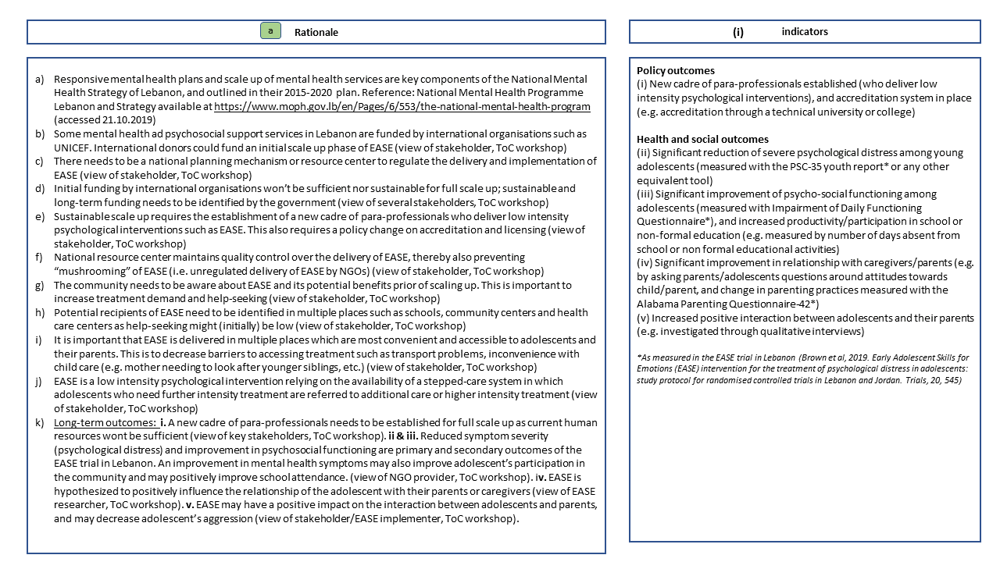 a Rationale
a) Responsive mental health plans and scale up of mental health services are key components of the National Mental
Health Strategy of Lebanon, and outlined in their 2015-2020 plan. Reference: National Mental Health Programme
Lebanon and Strategy available at https://www.moph.gov.lb/en/Pages/6/553/the-national-mental-health-program
(accessed 21.10.2019)
b) Some mental health ad psychosocial support services in Lebanon are funded by international organisations such as
UNICEF. International donors could fund an initial scale up phase of EASE (view of stakeholder, ToC workshop)
c) There needs to be a national planning mechanism or resource center to regulate the delivery and implementation of
EASE (view of stakeholder, ToC workshop)
d) Initial funding by international organisations won't be sufficient nor sustainable for full scale up; sustainable and
long-term funding needs to be identified by the government (view of several stakeholders, ToC workshop)
e) Sustainable scale up requires the establishment of a new cadre of para-professionals who deliver low intensity
psychological interventions such as EASE. This also requires a policy change on accreditation and licensing (view of
stakeholder, ToC workshop)
f) National resource center maintains quality control over the delivery of EASE, thereby also preventing
“mushrooming” of EASE (i.e. unregulated delivery of EASE by NGOs) (view of stakeholder, ToC workshop)
g) The community needs to be aware about EASE and its potential benefits prior of scaling up. This is important to
increase treatment demand and help-seeking (view of stakeholder, ToC workshop)
h) Potential recipients of EASE need to be identified in multiple places such as schools, community centers and health
care centers as help-seeking might (initially) be low (view of stakeholder, ToC workshop)
i) It is important that EASE is delivered in multiple places which are most convenient and accessible to adolescents and
their parents. This is to decrease barriers to accessing treatment such as transport problems, inconvenience with
child care (e.g. mother needing to look after younger siblings, etc.) (view of stakeholder, ToC workshop)
j) EASE is a low intensity psychological intervention relying on the availability of a stepped-care system in which
adolescents who need further intensity treatment are referred to additional care or higher intensity treatment (view
of stakeholder, ToC workshop)
k) Long-term outcomes: i. A new cadre of para-professionals needs to be established for full scale up as current human
resources wont be sufficient (view of key stakeholders, ToC workshop). ii & iii. Reduced symptom severity
(psychological distress) and improvement in psychosocial functioning are primary and secondary outcomes of the
EASE trial in Lebanon. An improvement in mental health symptoms may also improve adolescent's participation in
the community and may positively improve school attendance. (view of NGO provider, ToC workshop). iv. EASE is
hypothesized to positively influence the relationship of the adolescent with their parents or caregivers (view of EASE
researcher, ToC workshop). v. EASE may have a positive impact on the interaction between adolescents and parents,
and may decrease adolescent's aggression (view of stakeholder/EASE implementer, ToC workshop).
(i) indicators
Policy outcomes
(i) New cadre of para-professionals established (who deliver low
intensity psychological interventions), and accreditation system in place
(e.g. accreditation through a technical university or college)
Health and social outcomes
(ii) Significant reduction of severe psychological distress among young
adolescents (measured with the PSC-35 youth report* or any other
equivalent tool)
(iii) Significant improvement of psycho-social functioning among
adolescents (measured with Impairment of Daily Functioning
Questionnaire*), and increased productivity/participation in school or
non-formal education (e.g. measured by number of days absent from
school or non formal educational activities)
(iv) Significant improvement in relationship with caregivers/parents (e.g.
by asking parents/adolescents questions around attitudes towards
child/parent, and change in parenting practices measured with the
Alabama Parenting Questionnaire-42*)
(v) Increased positive interaction between adolescents and their parents
(e.g. investigated through qualitative interviews)
*As measured in the EASE trial in Lebanon (Brown et al, 2019. Early Adolescent Skills for
Emotions (EASE) intervention for the treatment of psychological distress in adolescents:
study protocol for randomised controlled trials in Lebanon and Jordan. Trials, 20, 545)